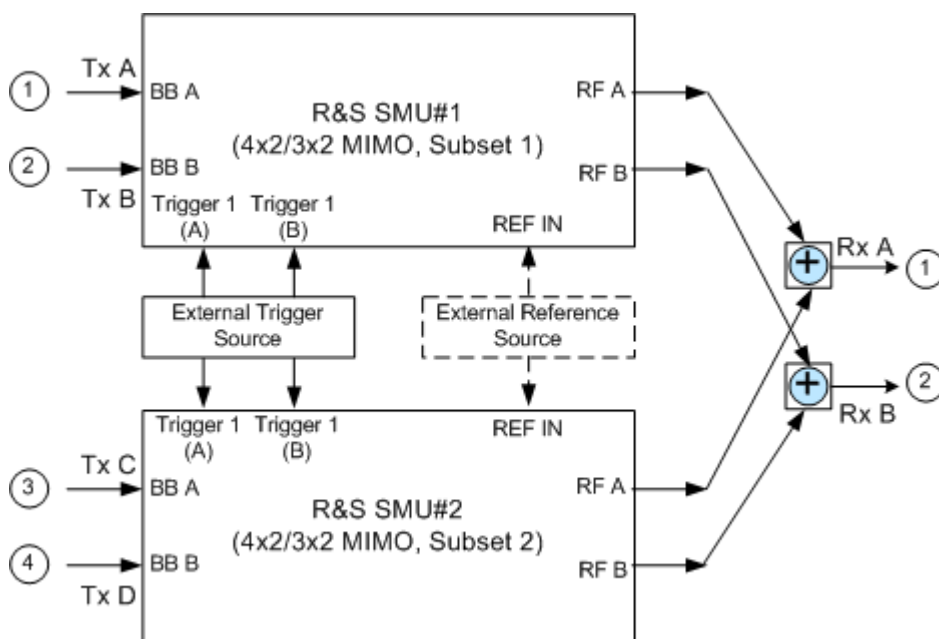 Tx A
1
BB A
RF A
R&S SMU#1
(4x2/3x2 MIMO, Subset 1)
2
BB B
RF B
Tx B
Trigger 1
(A)
Trigger 1
(B)
REF IN
+
Rx A
1
External Trigger
Source
External Reference
Source
+
2
Rx B
Trigger 1
(A)
Trigger 1
(B)
REF IN
Tx C
3
BB A
RF A
R&S SMU#2
(4x2/3x2 MIMO, Subset 2)
4
BB B
RF B
Tx D